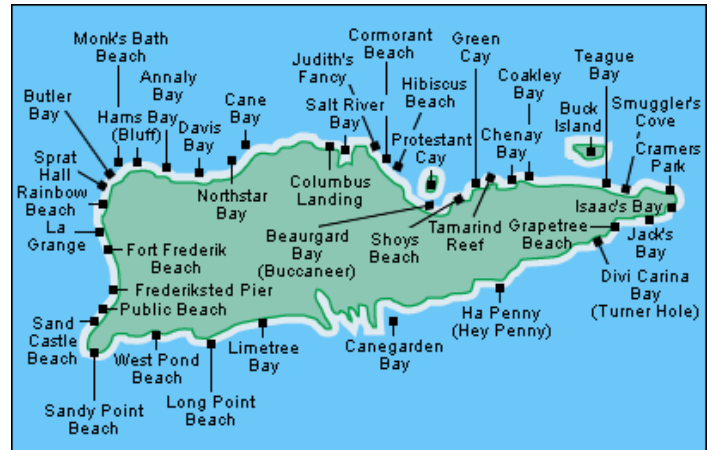 Monk's Bath
Beach
Annaly
Bay
Butler
Bay
Hams Bay
(Bluff)
Davis
Bay
Cane
Bay
Northstar
Bay
Sprat
Hall
Rainbow
Beach
La
Grange
Fort Frederik
Beach
Frederiksted Pier
Public Beach
Sand
Castle
Beach
Sandy Point
Beach
West Pond
Beach
Long Point
Beach
Limetree
Bay
Canegarden
Bay
Ha Penny
(Hey Penny)
Columbus
Landing
Salt River
Bay
Judith's
Fancy
Cormorant
Beach
Hibiscus
Beach
Protestant
Cay
Beaurgard
Bay
(Buccaneer)
Shoys
Beach
Green
Cay
Tamarind
Reef
Chenay
Bay
Coakley
Bay
Buck
Island
Teague
Bay
Smuggler's
Cove
Cramers
Park
Isaac's Bay
Jack's
Bay
Grapetree
Beach
Divi Carina
Bay
(Turner Hole)